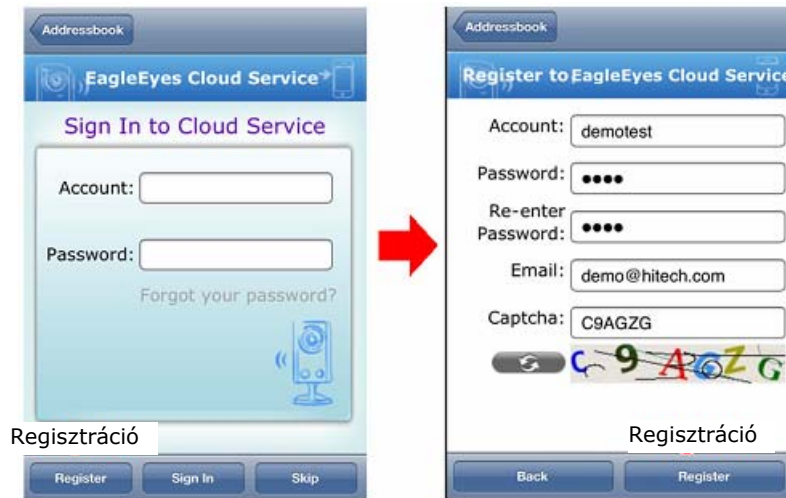 Addressbook
EagleEyes Cloud Service
Sign In to Cloud Service
Account:
Password:
Forgot your password?
Regisztráció
Register
Sign In
Skip
Addressbook
Register to EagleEyes Cloud Service
Account: demotest
Password: ••••
Re-enter
Password: ••••
Email: demo@hitech.com
Captcha: C9AGZG
C9AGZG
Regisztráció
Back
Register